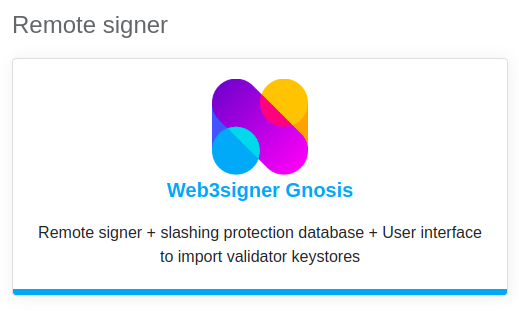 Remote signer
Web3signer Gnosis
Remote signer + slashing protection database + User interface
to import validator keystores